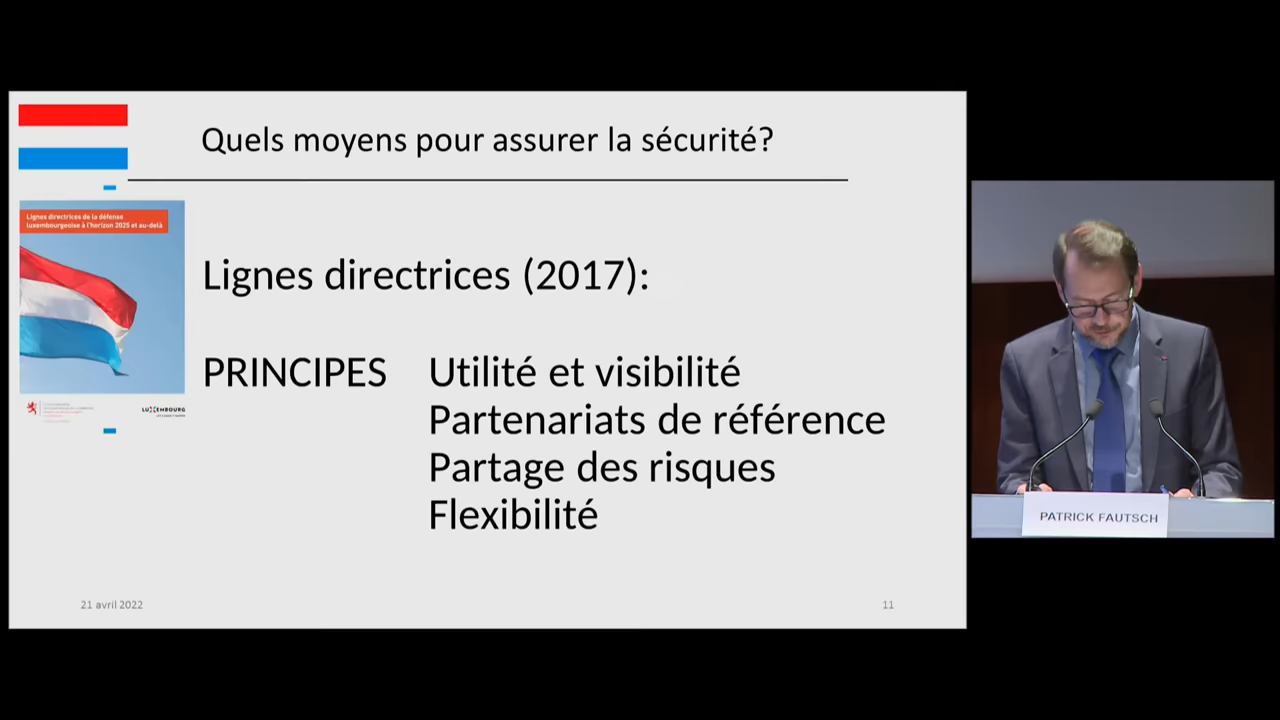 Quels moyens pour assurer la sécurité?
Lignes directrices de la défense
luxembourgeoise à l'horizon 2025 et au-delà
Lignes directrices (2017):
PRINCIPES Utilité et visibilité
Partenariats de référence
Partage des risques
Flexibilité
LUXEMBOURG
21 avril 2022
11
PATRICK FAUTSCH